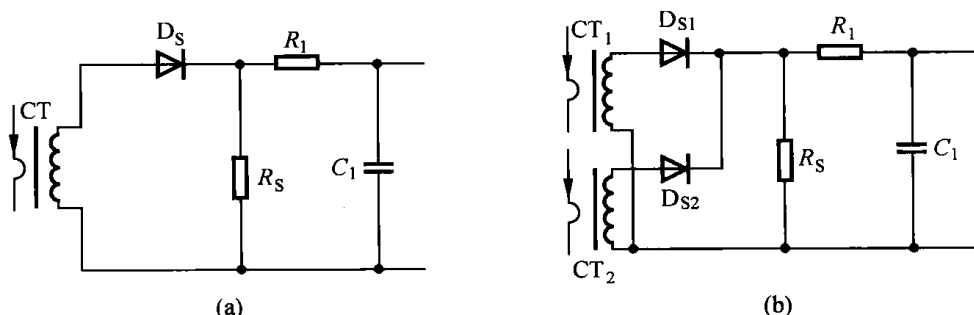 D_S
R_1
CT
R_S
C_1
(a)
CT_1
D_S1
R_1
D_S2
R_S
C_1
CT_2
(b)